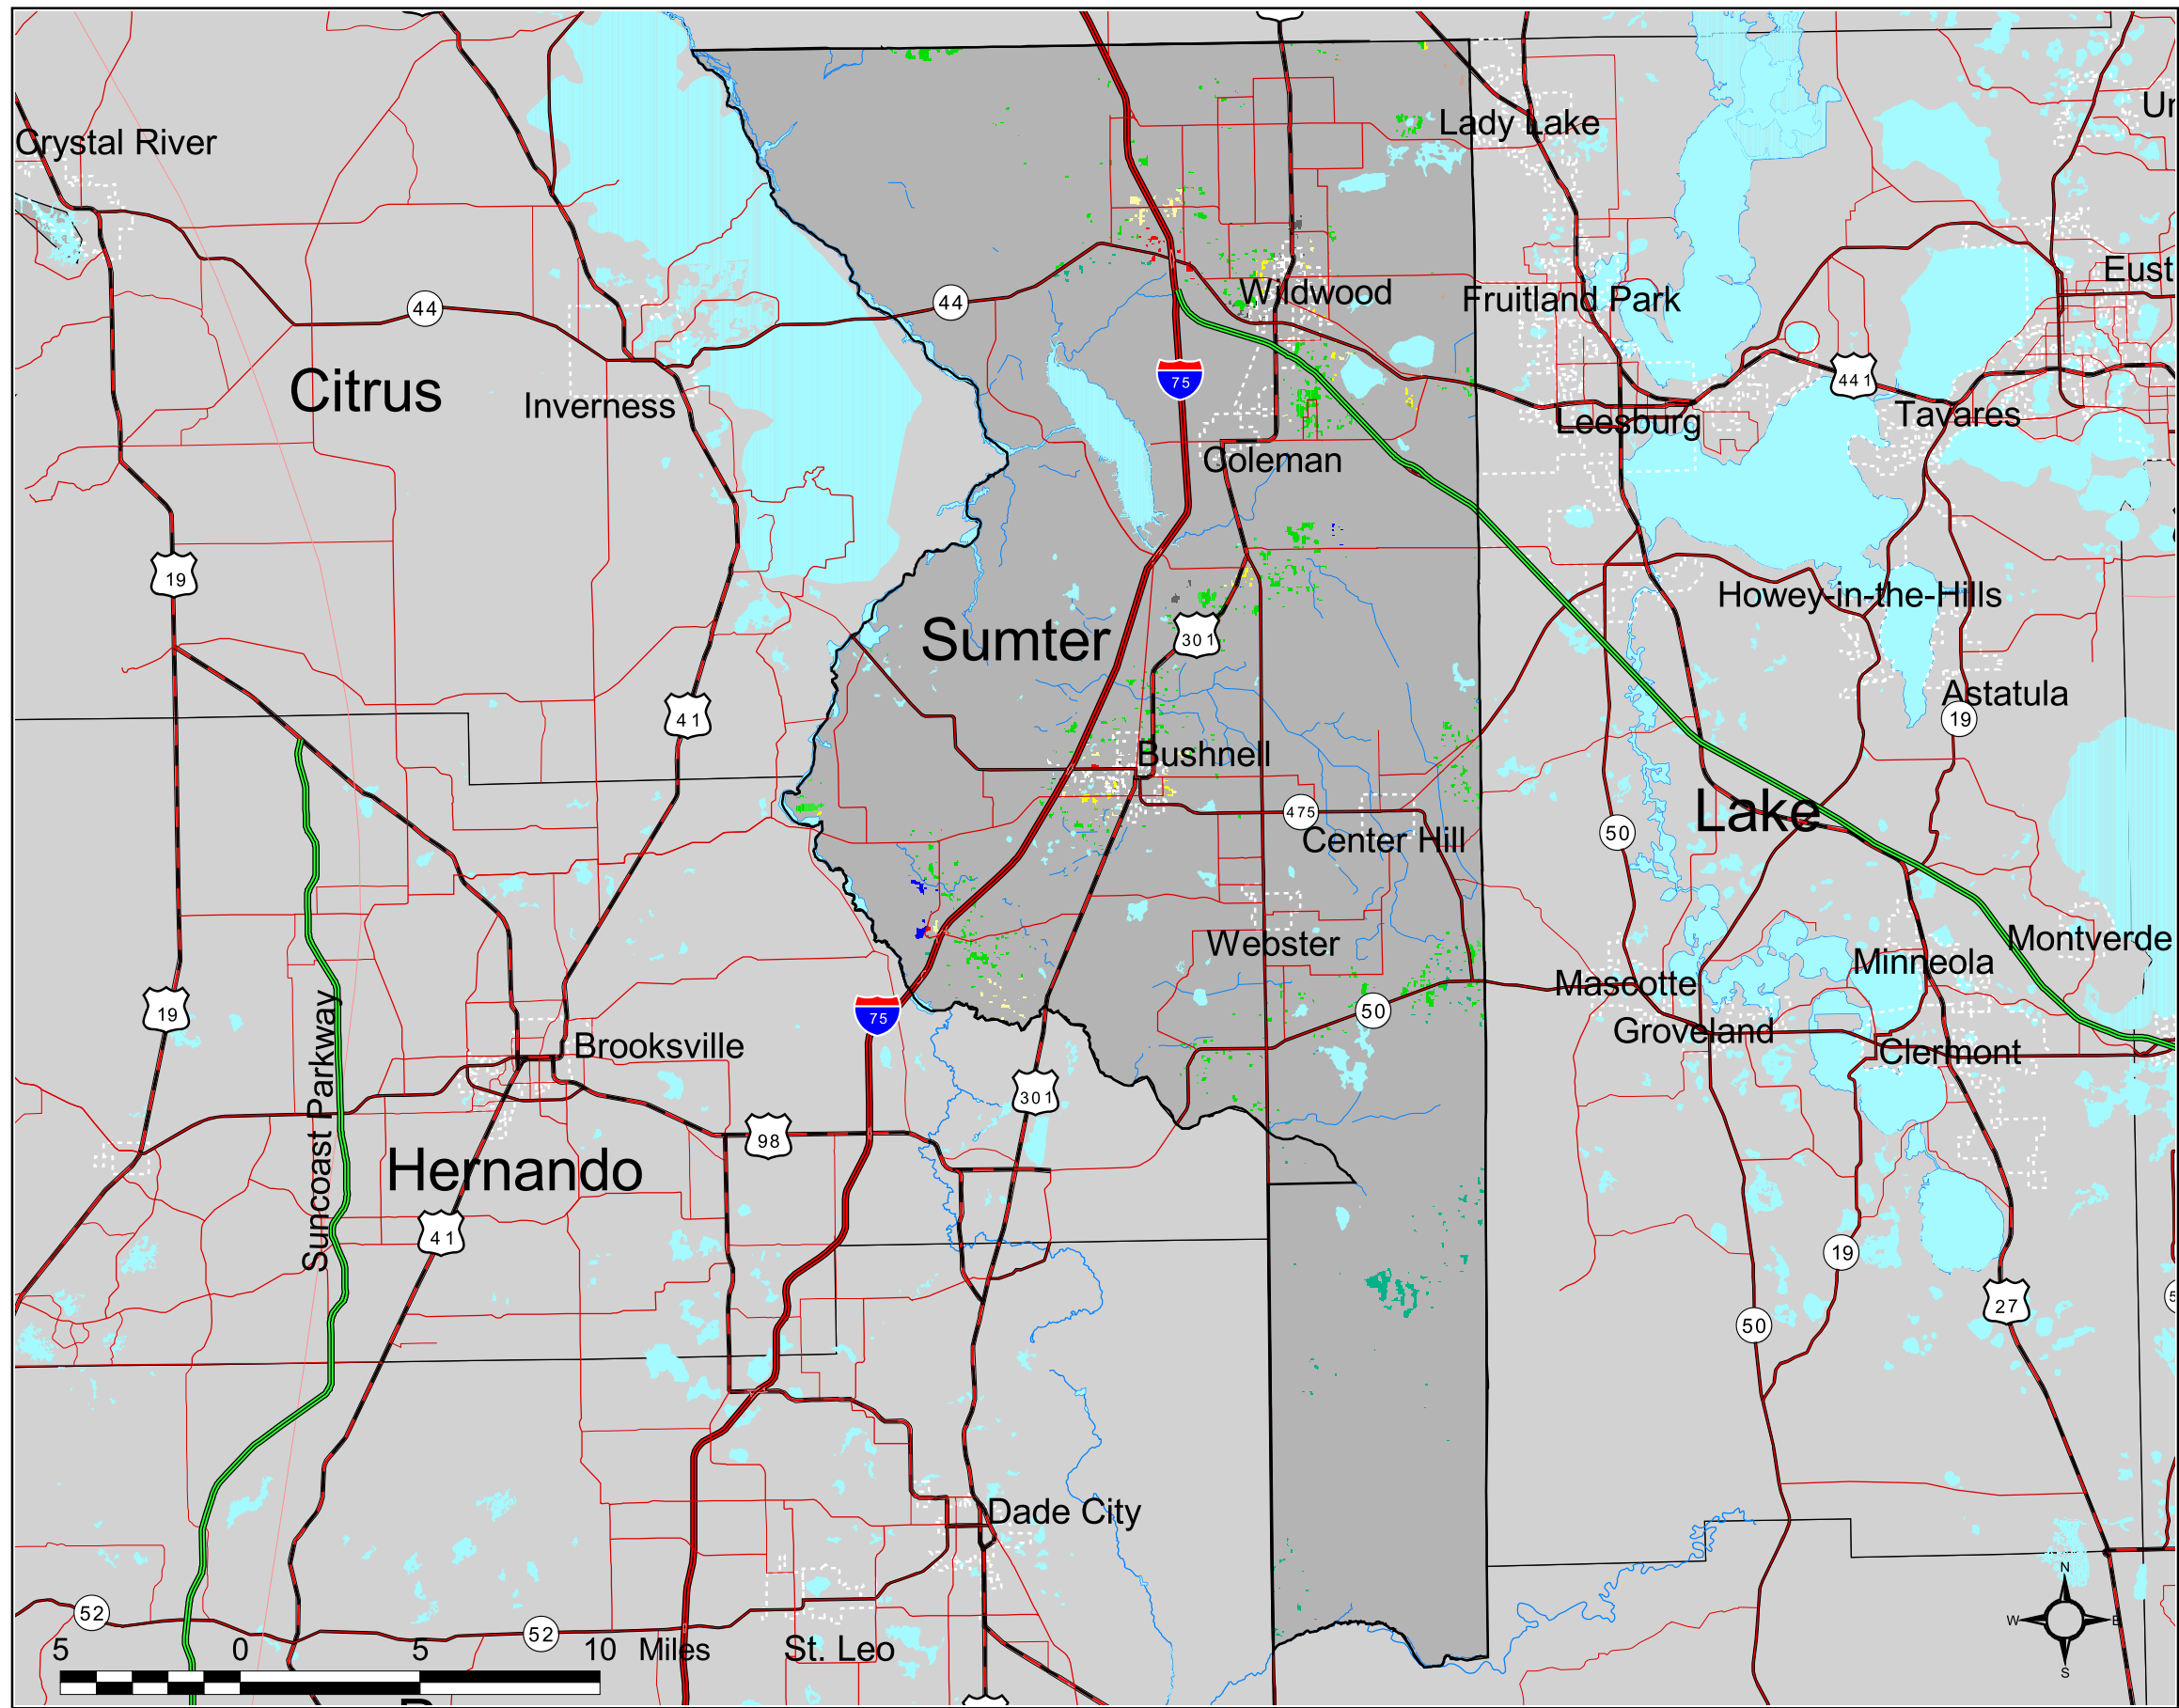 Ur
Lady Lake
Crystal River
Eust
Wildwood
Fruitland Park
44
44
75
441
Citrus
Inverness
Leesburg
Tavares
Coleman
19
Howey-in-the-Hills
Sumter
301
Astatula
41
19
Bushnell
Lake
475
50
Center Hill
Webster
Montverde
Minneola
Mascotte
19
75
50
Groveland
Brooksville
Clermont
Suncoast Parkway
301
98
Hernando
41
19
27
5
50
Dade City
N
W
E
S
52
52
5 0 5 10 Miles
St. Leo